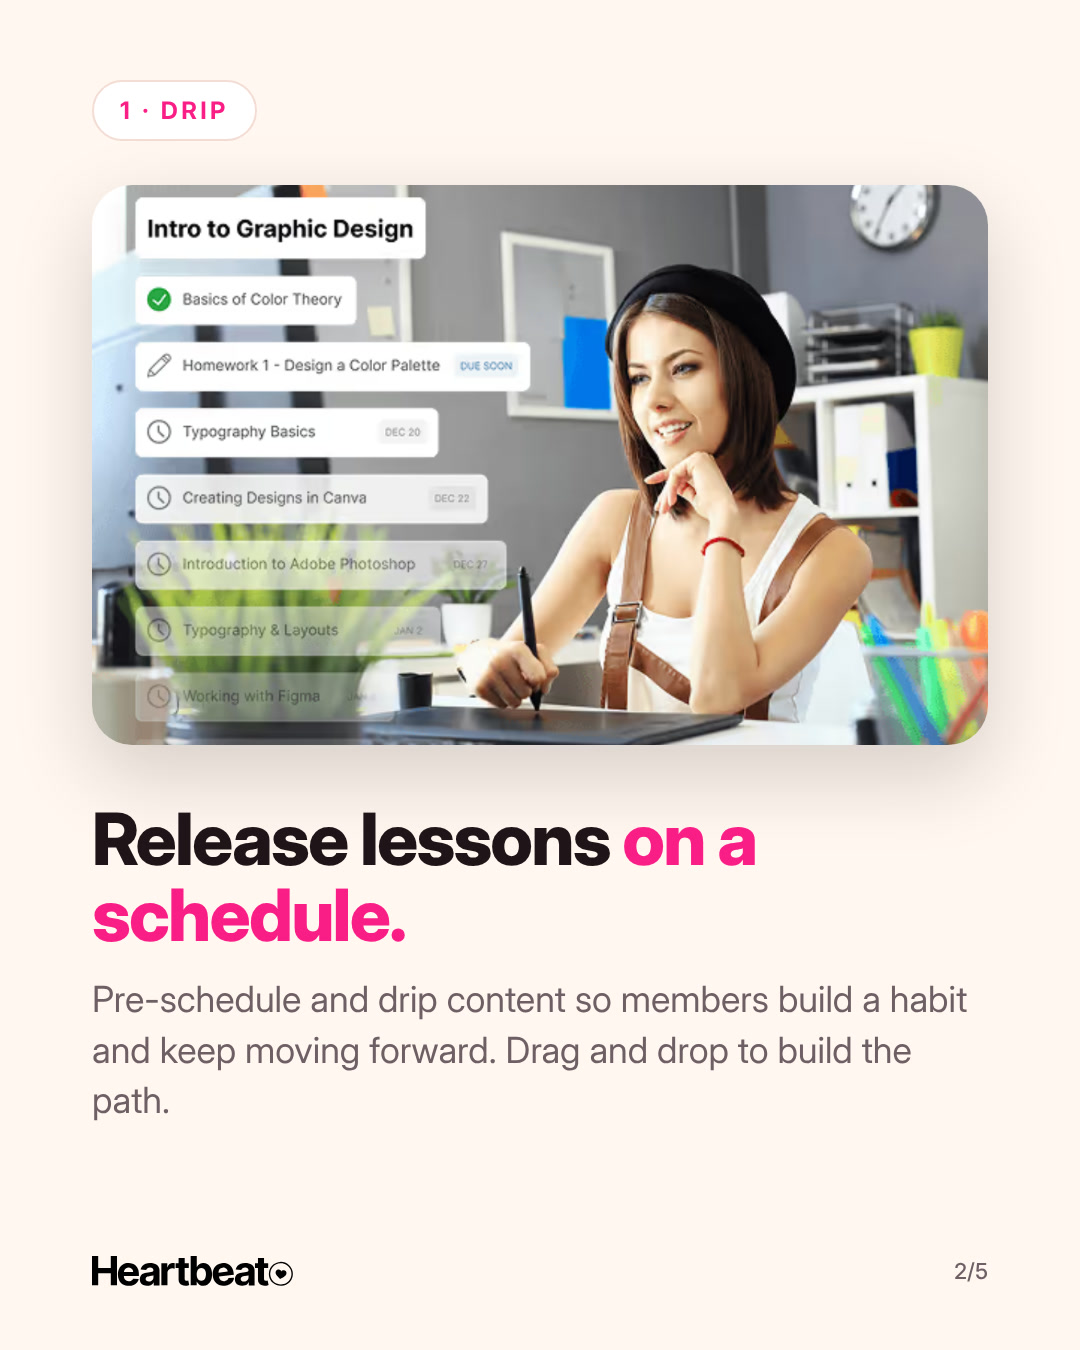 1 · DRIP
Intro to Graphic Design
Basics of Color Theory
Homework 1 - Design a Color Palette DUE SOON
Typography Basics DEC 20
Creating Designs in Canva DEC 22
Introduction to Adobe Photoshop DEC 27
Typography & Layouts JAN 2
Working with Figma JAN
Release lessons on a
schedule.
Pre-schedule and drip content so members build a habit
and keep moving forward. Drag and drop to build the
path.
Heartbeat
2/5